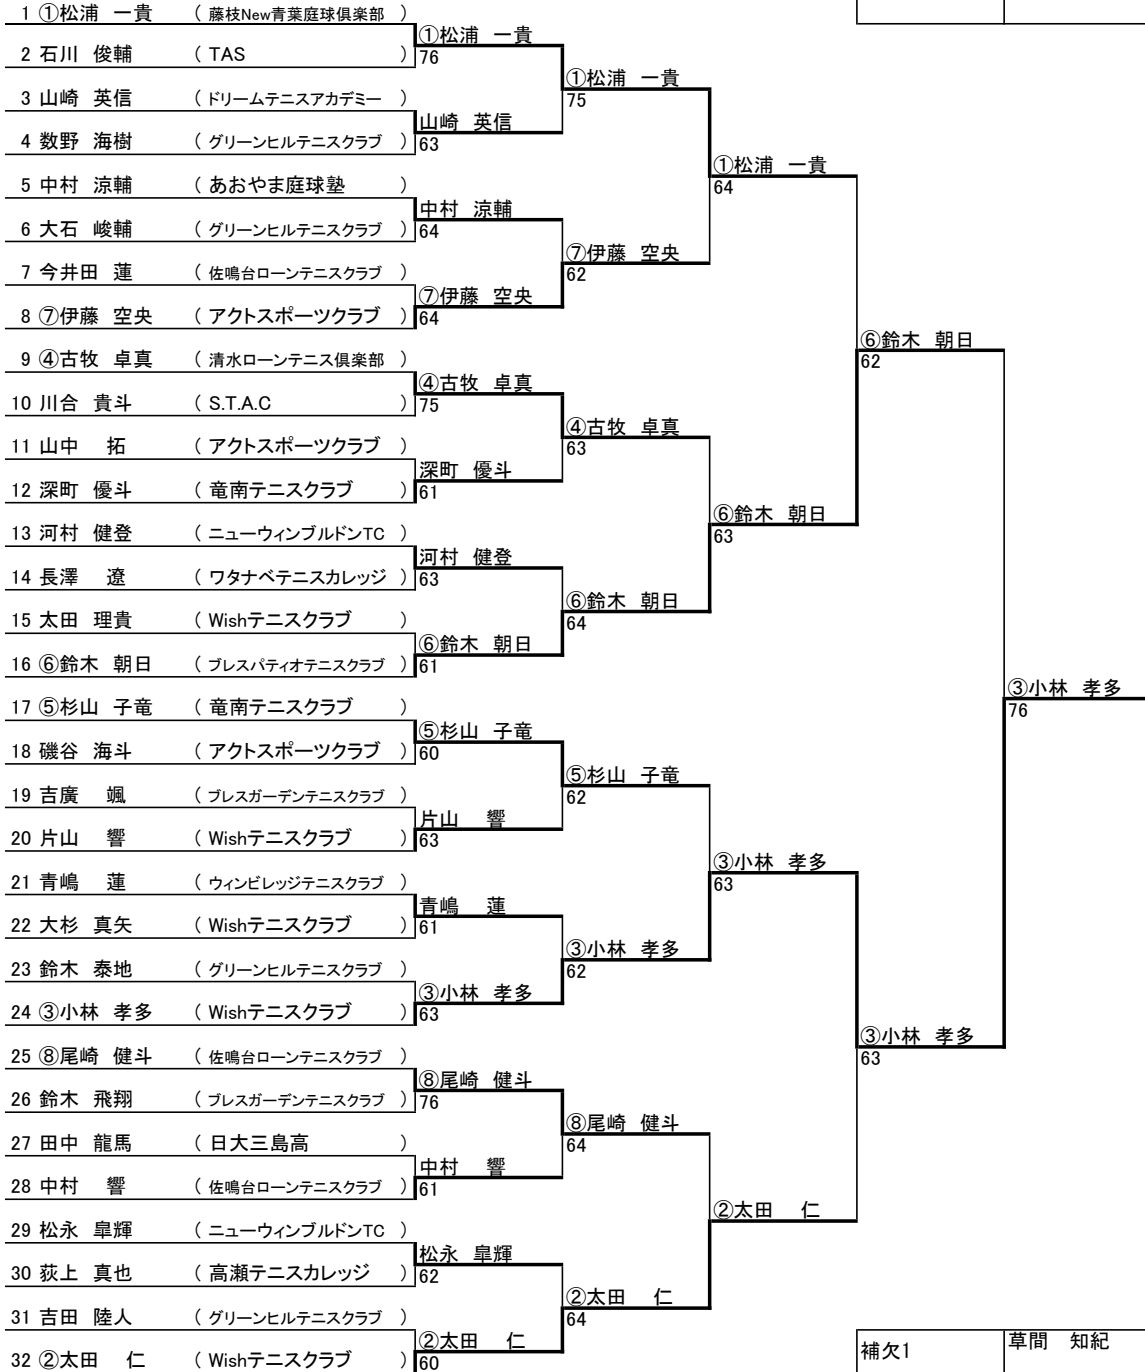 1 ①松浦 一貴 ( 藤枝New青葉庭球倶楽部 )
①松浦 一貴
2 石川 俊輔 ( TAS ) 76
①松浦 一貴
3 山崎 英信 ( ドリームテニスアカデミー ) 75
山崎 英信
4 数野 海樹 ( グリーンヒルテニスクラブ ) 63
①松浦 一貴
5 中村 涼輔 ( あおやま庭球塾 ) 64
中村 涼輔
6 大石 峻輔 ( グリーンヒルテニスクラブ ) 64
⑦伊藤 空央
7 今井田 蓮 ( 佐鳴台ローンテニスクラブ ) 62
⑦伊藤 空央
8 ⑦伊藤 空央 ( アクトスポーツクラブ ) 64
⑥鈴木 朝日
9 ④古牧 卓真 ( 清水ローンテニス倶楽部 ) 62
④古牧 卓真
10 川合 貴斗 ( S.T.A.C ) 75
④古牧 卓真
11 山中 拓 ( アクトスポーツクラブ ) 63
深町 優斗
12 深町 優斗 ( 竜南テニスクラブ ) 61
⑥鈴木 朝日
13 河村 健登 ( ニューウィンブルドンTC ) 63
河村 健登
14 長澤 遼 ( ワタナベテニスカレッジ ) 63
⑥鈴木 朝日
15 太田 理貴 ( Wishテニスクラブ ) 64
⑥鈴木 朝日
16 ⑥鈴木 朝日 ( ブレスパティオテニスクラブ ) 61
③小林 孝多
17 ⑤杉山 子竜 ( 竜南テニスクラブ ) 76
⑤杉山 子竜
18 磯谷 海斗 ( アクトスポーツクラブ ) 60
⑤杉山 子竜
19 吉廣 颯 ( ブレスガーデンテニスクラブ ) 62
片山 響
20 片山 響 ( Wishテニスクラブ ) 63
③小林 孝多
21 青嶋 蓮 ( ウィンビレッジテニスクラブ ) 63
青嶋 蓮
22 大杉 真矢 ( Wishテニスクラブ ) 61
③小林 孝多
23 鈴木 泰地 ( グリーンヒルテニスクラブ ) 62
③小林 孝多
24 ③小林 孝多 ( Wishテニスクラブ ) 63
③小林 孝多
25 ⑧尾崎 健斗 ( 佐鳴台ローンテニスクラブ ) 63
⑧尾崎 健斗
26 鈴木 飛翔 ( ブレスガーデンテニスクラブ ) 76
⑧尾崎 健斗
27 田中 龍馬 ( 日大三島高 ) 64
中村 響
28 中村 響 ( 佐鳴台ローンテニスクラブ ) 61
②太田 仁
29 松永 皐輝 ( ニューウィンブルドンTC )
松永 皐輝
30 荻上 真也 ( 高瀬テニスカレッジ ) 62
②太田 仁
31 吉田 陸人 ( グリーンヒルテニスクラブ ) 64
②太田 仁
32 ②太田 仁 ( Wishテニスクラブ ) 60
補欠1 草間 知紀